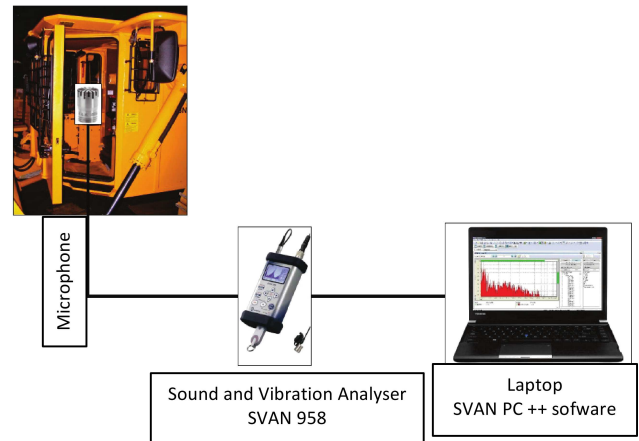 Microphone
Sound and Vibration Analyser
SVAN 958
Laptop
SVAN PC ++ sofware